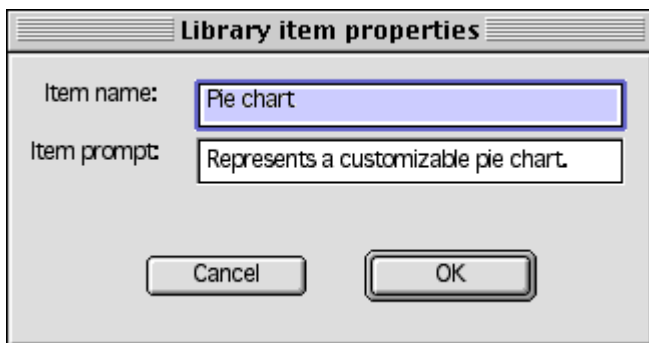 Library item properties
Item name: Pie chart
Item prompt: Represents a customizable pie chart.
Cancel OK